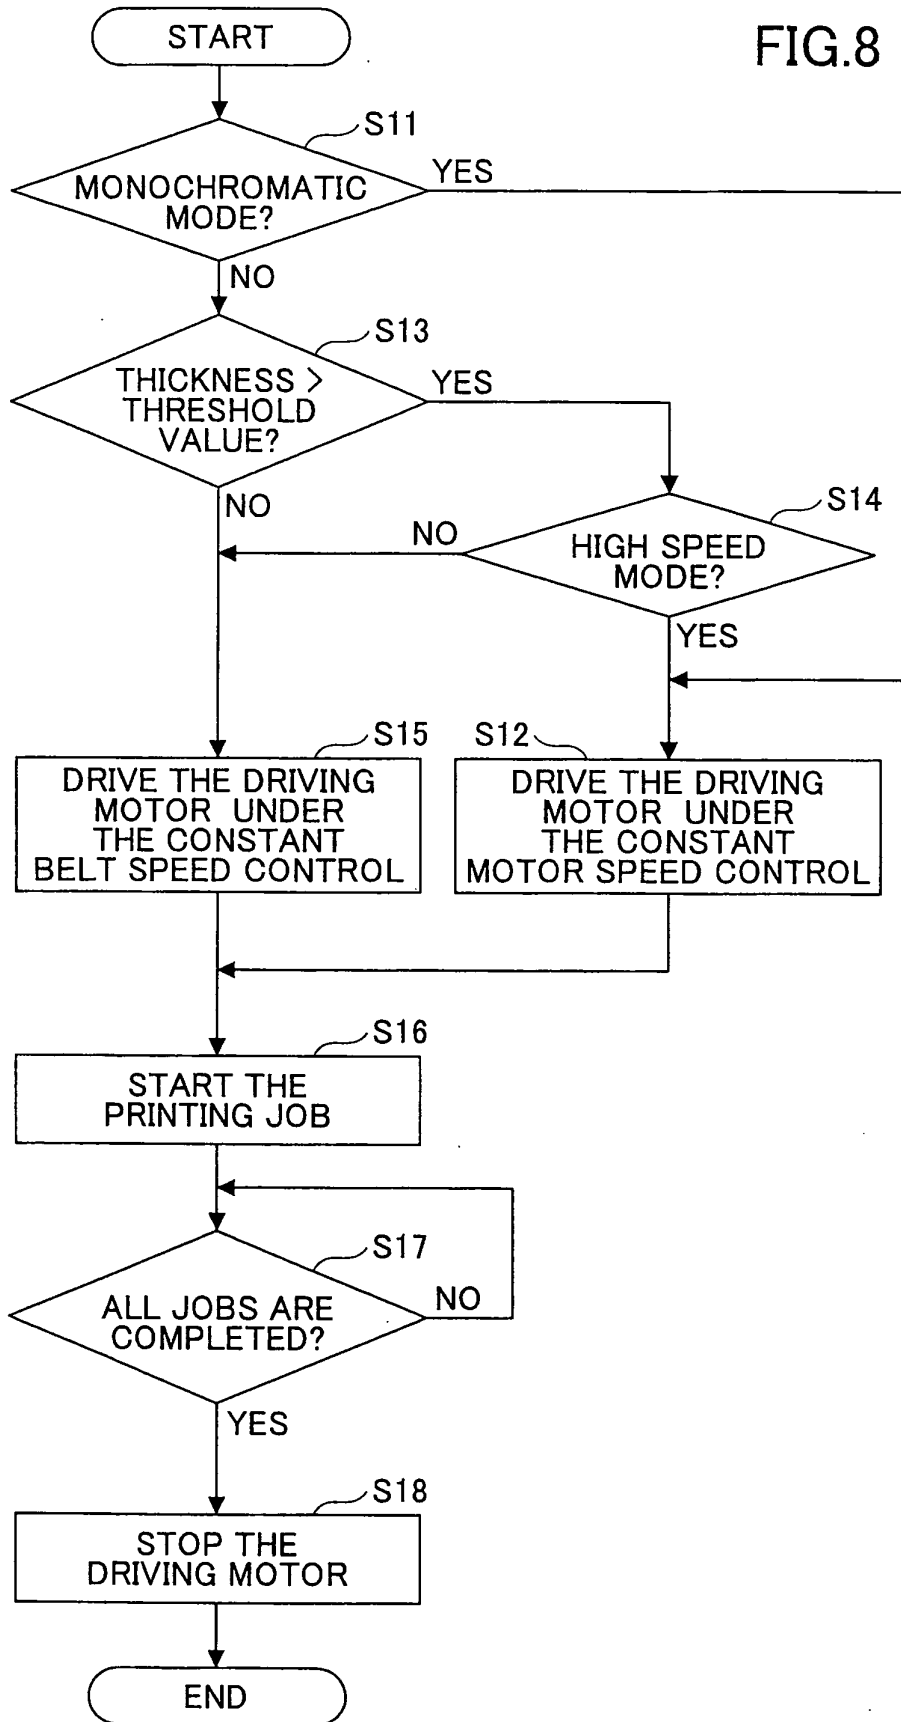 START
FIG.8
S11
MONOCHROMATIC
MODE?
YES
NO
S13
THICKNESS >
THRESHOLD
VALUE?
YES
NO
S14
HIGH SPEED
MODE?
NO
YES
S15
DRIVE THE DRIVING
MOTOR UNDER
THE CONSTANT
BELT SPEED CONTROL
S12
DRIVE THE DRIVING
MOTOR UNDER
THE CONSTANT
MOTOR SPEED CONTROL
S16
START THE
PRINTING JOB
S17
ALL JOBS ARE
COMPLETED?
NO
YES
S18
STOP THE
DRIVING MOTOR
END